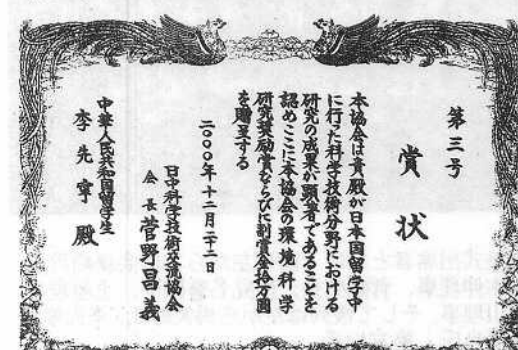 第三号
賞状
本協会は貴殿が日本国留学中
に行った科学技術分野における
研究の成果が顕著であることを
認めここに本協会の環境科学
研究奨励賞ならびに副賞金拾万円
を贈呈する
二〇〇〇年十二月二十一日
日中科学技術交流協会
会長 菅野昌義
中華人民共和国留学生
李先寧 殿